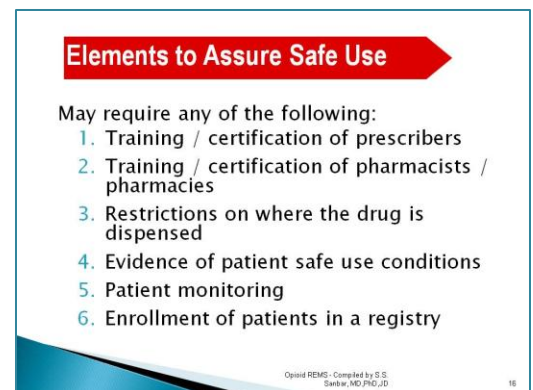 Elements to Assure Safe Use
May require any of the following:
1. Training / certification of prescribers
2. Training / certification of pharmacists /
pharmacies
3. Restrictions on where the drug is
dispensed
4. Evidence of patient safe use conditions
5. Patient monitoring
6. Enrollment of patients in a registry
Opioid REMS - Compiled by S.S.
Sanbar, MD,PhD,JD
16